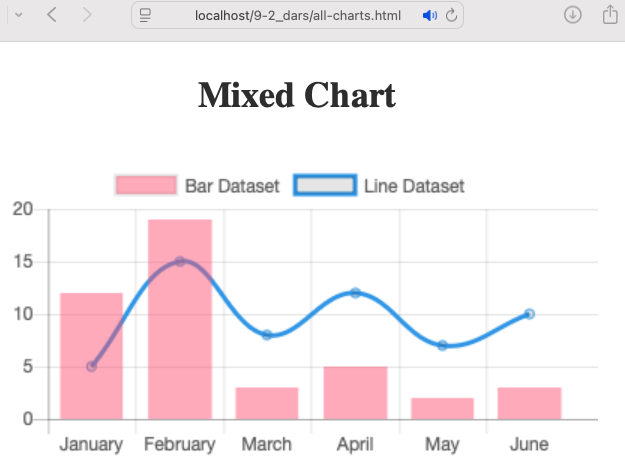 localhost/9-2_dars/all-charts.html
Mixed Chart
Bar Dataset Line Dataset
20
15
10
5
0
January February March April May June